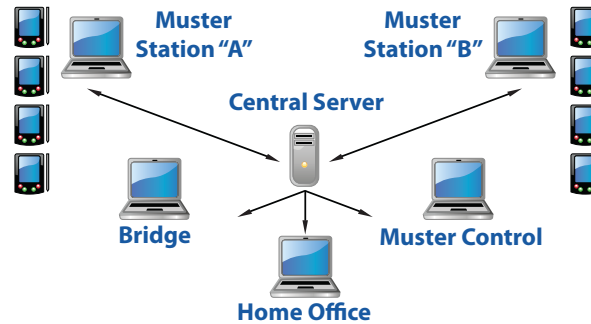 Muster
Station “A”
Muster
Station “B”
Central Server
Bridge
Muster Control
Home Office